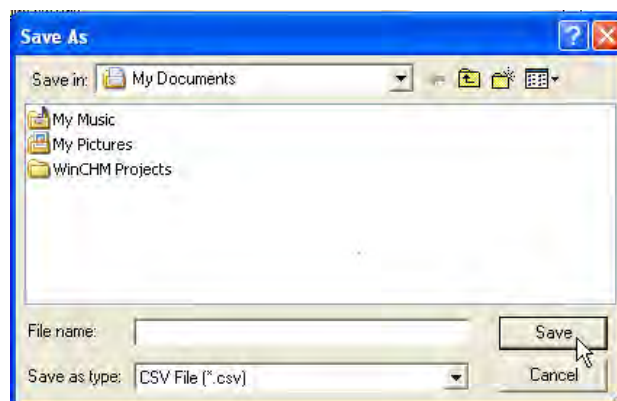 Save As
Save in: My Documents
My Music
My Pictures
WinCHM Projects
File name: Save
Save as type: CSV File (*.csv) Cancel